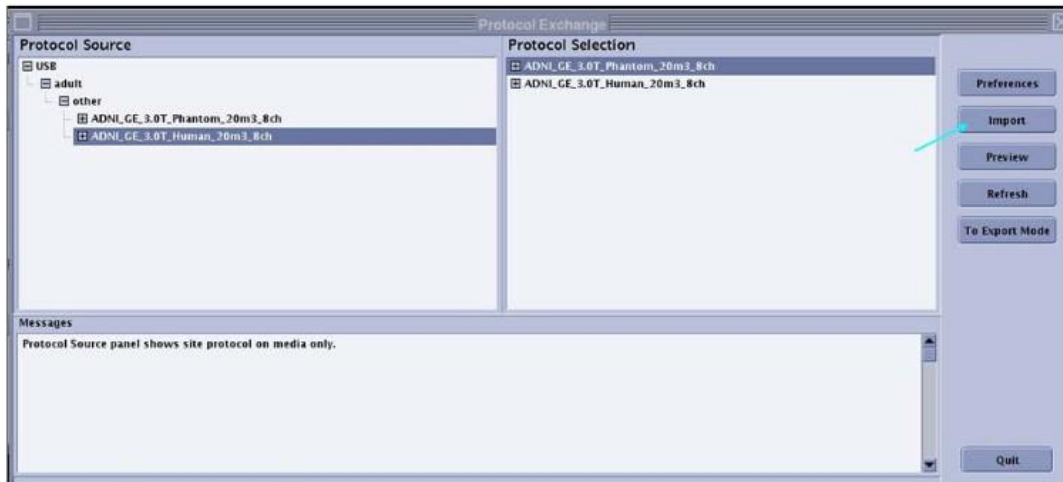 Protocol Exchange
Protocol Source
USB
adult
other
ADNI_GE_3.0T_Phantom_20m3_8ch
ADNI_GE_3.0T_Human_20m3_8ch
Protocol Selection
ADNI_GE_3.0T_Phantom_20m3_8ch
ADNI_GE_3.0T_Human_20m3_8ch
Preferences
Import
Preview
Refresh
To Export Mode
Messages
Protocol Source panel shows site protocol on media only.
Quit